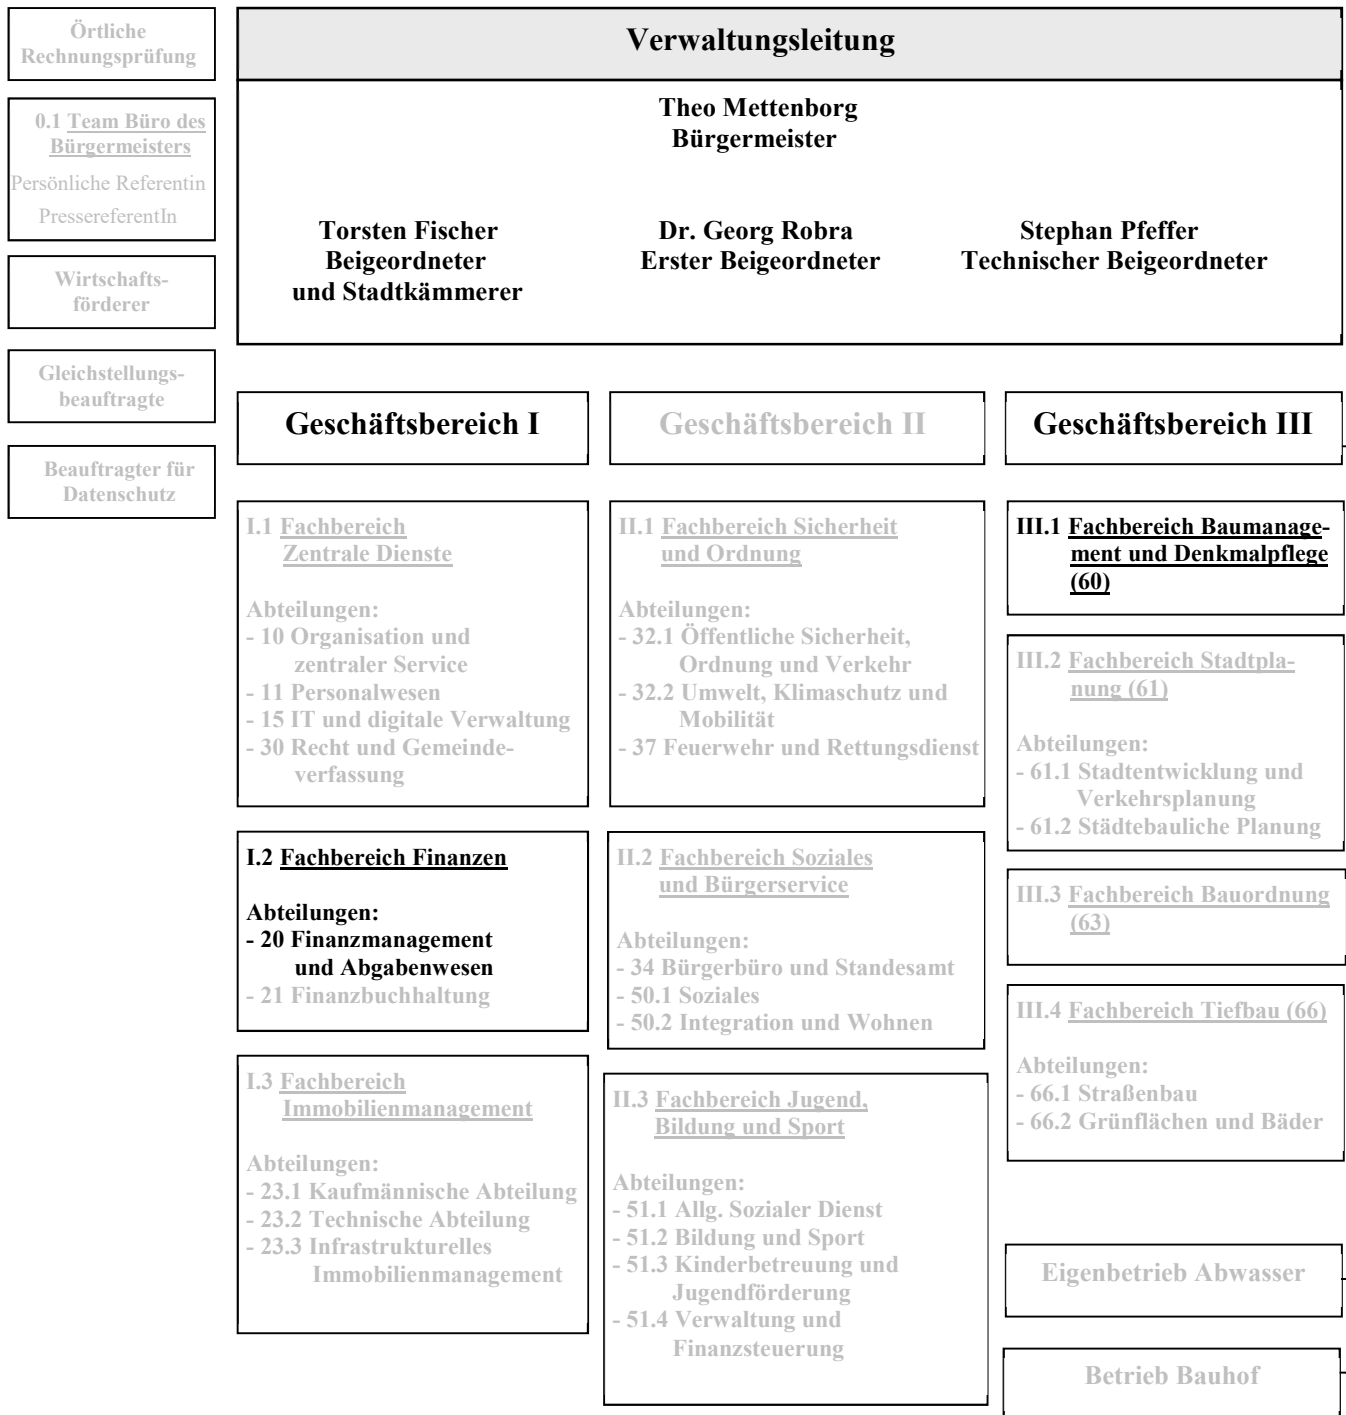 Örtliche
Rechnungsprüfung
0.1 Team Büro des
Bürgermeisters
Persönliche Referentin
PressereferentIn
Wirtschafts-
förderer
Gleichstellungs-
beauftragte
Beauftragter für
Datenschutz
Verwaltungsleitung
Theo Mettenborg
Bürgermeister
Torsten Fischer
Beigeordneter
und Stadtkämmerer
Dr. Georg Robra
Erster Beigeordneter
Stephan Pfeffer
Technischer Beigeordneter
Geschäftsbereich I
I.1 Fachbereich
Zentrale Dienste
Abteilungen:
- 10 Organisation und
zentraler Service
- 11 Personalwesen
- 15 IT und digitale Verwaltung
- 30 Recht und Gemeinde-
verfassung
I.2 Fachbereich Finanzen
Abteilungen:
- 20 Finanzmanagement
und Abgabenwesen
- 21 Finanzbuchhaltung
I.3 Fachbereich
Immobilienmanagement
Abteilungen:
- 23.1 Kaufmännische Abteilung
- 23.2 Technische Abteilung
- 23.3 Infrastrukturelles
Immobilienmanagement
Geschäftsbereich II
II.1 Fachbereich Sicherheit
und Ordnung
Abteilungen:
- 32.1 Öffentliche Sicherheit,
Ordnung und Verkehr
- 32.2 Umwelt, Klimaschutz und
Mobilität
- 37 Feuerwehr und Rettungsdienst
II.2 Fachbereich Soziales
und Bürgerservice
Abteilungen:
- 34 Bürgerbüro und Standesamt
- 50.1 Soziales
- 50.2 Integration und Wohnen
II.3 Fachbereich Jugend,
Bildung und Sport
Abteilungen:
- 51.1 Allg. Sozialer Dienst
- 51.2 Bildung und Sport
- 51.3 Kinderbetreuung und
Jugendförderung
- 51.4 Verwaltung und
Finanzsteuerung
Geschäftsbereich III
III.1 Fachbereich Baumanage-
ment und Denkmalpflege
(60)
III.2 Fachbereich Stadtpla-
nung (61)
Abteilungen:
- 61.1 Stadtentwicklung und
Verkehrsplanung
- 61.2 Städtebauliche Planung
III.3 Fachbereich Bauordnung
(63)
III.4 Fachbereich Tiefbau (66)
Abteilungen:
- 66.1 Straßenbau
- 66.2 Grünflächen und Bäder
Eigenbetrieb Abwasser
Betrieb Bauhof